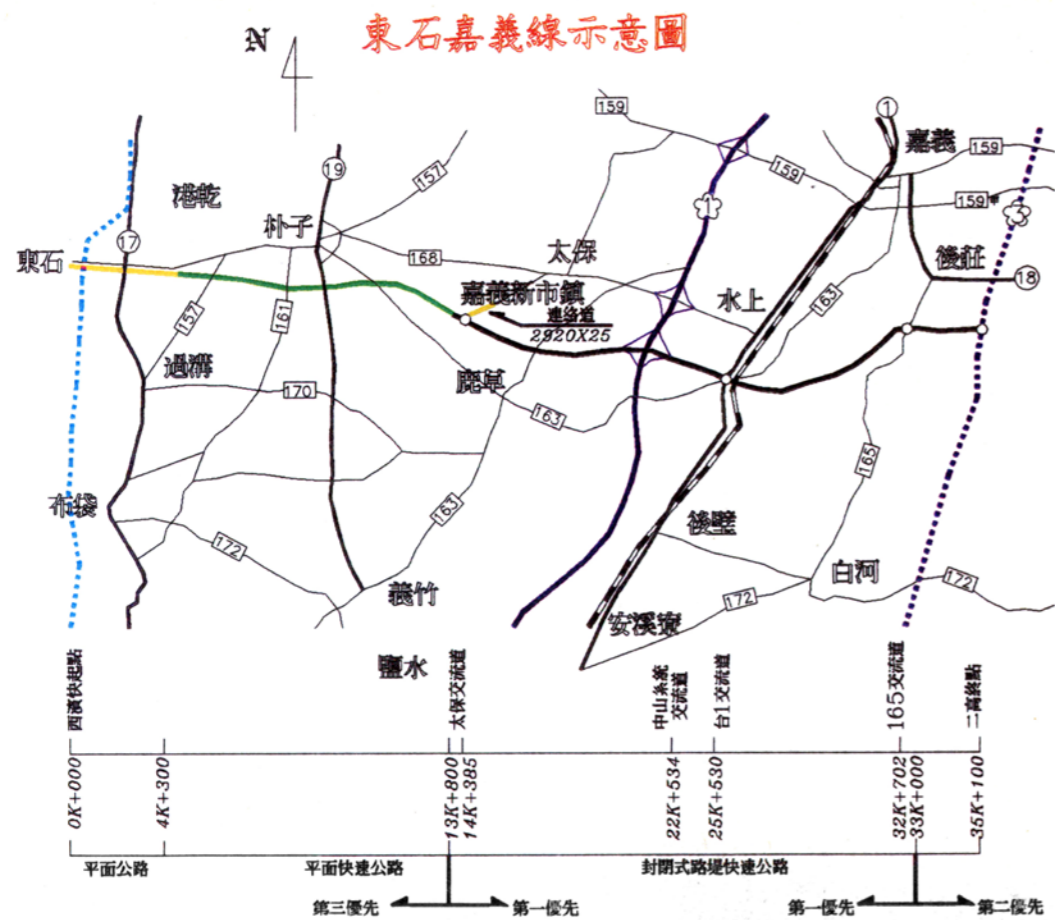 東石嘉義線示意圖
N
1
159
嘉義
159
19
157
港乾
159
1
159
3
朴子
17
太保
後莊
東石
168
18
嘉義新市鎮
水上
163
連絡道
2920X25
157
161
過溝
鹿草
170
163
165
布袋
163
後壁
172
白河
172
義竹
172
安溪寮
鹽水
西濱快起點
太保交流道
中山系統
交流道
台1交流道
165交流道
二高終點
0K+000
4K+300
13K+800
14K+385
22K+534
25K+530
32K+702
33K+000
35K+100
平面公路
平面快速公路
封閉式路堤快速公路
第三優先
第一優先
第一優先
第二優先